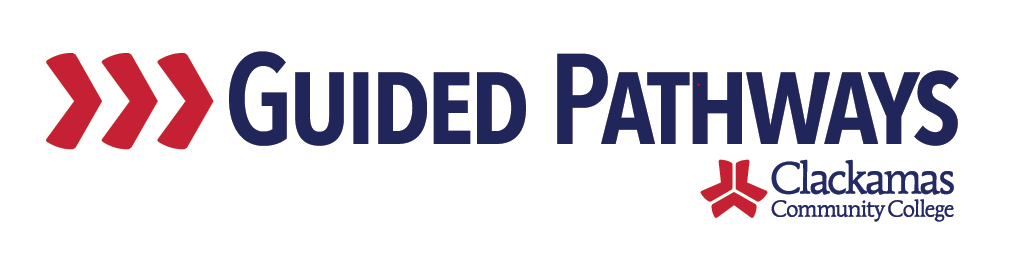 GUIDED PATHWAYS
Clackamas
Community College